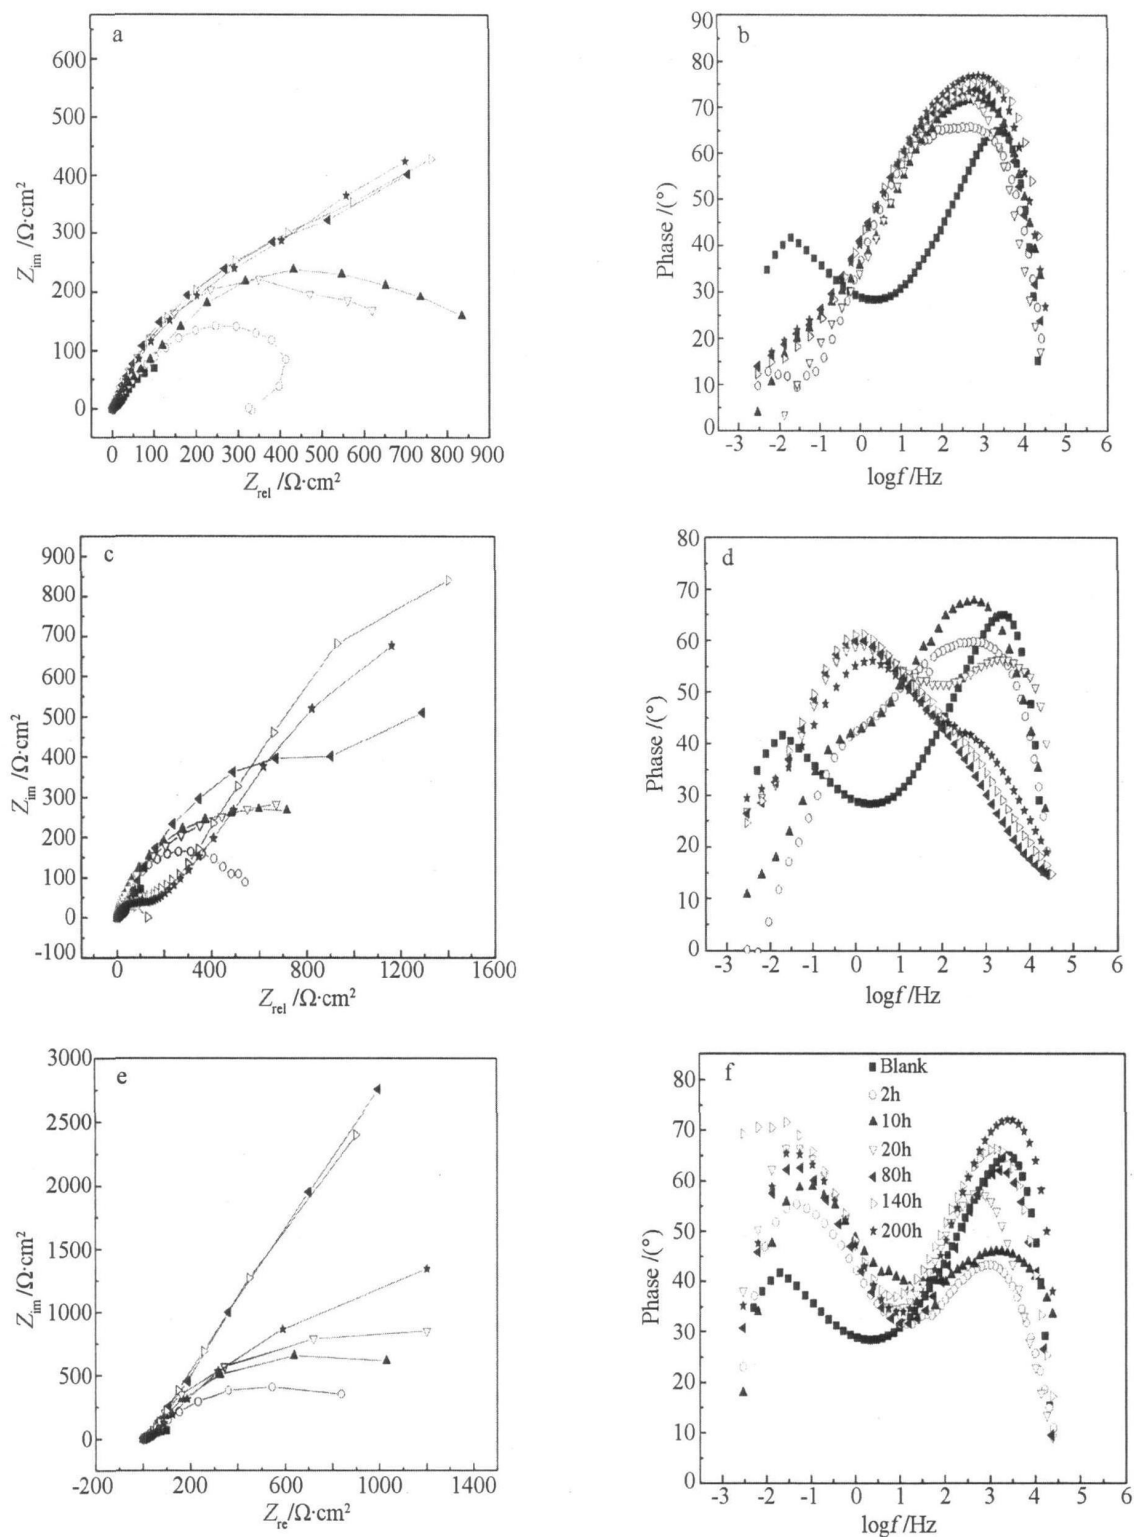 a
600
500
400
300
200
100
0
Z_im /Ω·cm²
0 100 200 300 400 500 600 700 800 900
Z_rel /Ω·cm²
b
90
80
70
60
50
40
30
20
10
0
Phase /(°)
-3 -2 -1 0 1 2 3 4 5 6
logf /Hz
c
900
800
700
600
500
400
300
200
100
0
-100
Z_im /Ω·cm²
0 400 800 1200 1600
Z_rel /Ω·cm²
d
80
70
60
50
40
30
20
10
0
Phase /(°)
-3 -2 -1 0 1 2 3 4 5 6
logf /Hz
e
3000
2500
2000
1500
1000
500
0
Z_im /Ω·cm²
-200 200 600 1000 1400
Z_re/Ω·cm²
f
Blank
2h
10h
20h
80h
140h
200h
80
70
60
50
40
30
20
10
0
Phase /(°)
-3 -2 -1 0 1 2 3 4 5 6
logf /Hz